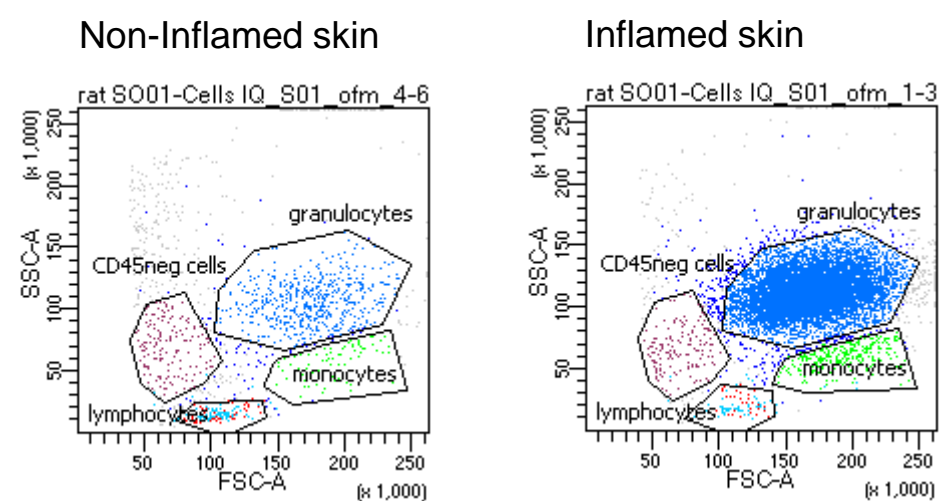 Non-Inflamed skin
rat SO01-Cells IQ_S01_ofm_4-6
(x 1,000)
250
200
150
100
50
SSC-A
granulocytes
CD45neg cells
monocytes
lymphocytes
50 100 150 200 250
FSC-A
(x 1,000)
Inflamed skin
rat SO01-Cells IQ_S01_ofm_1-3
(x 1,000)
250
200
150
100
50
SSC-A
granulocytes
CD45neg cells
monocytes
lymphocytes
50 100 150 200 250
FSC-A
(x 1,000)